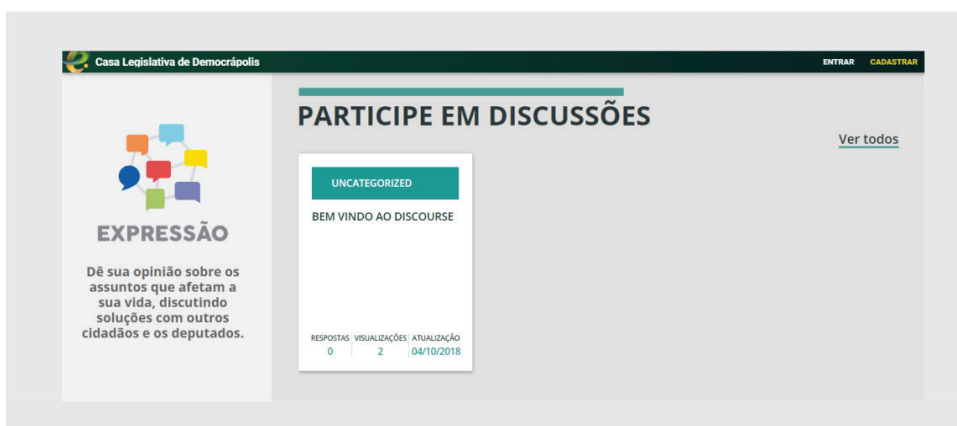 Casa Legislativa de Democrápolis
ENTRAR CADASTRAR
EXPRESSÃO
Dê sua opinião sobre os
assuntos que afetam a
sua vida, discutindo
soluções com outros
cidadãos e os deputados.
PARTICIPE EM DISCUSSÕES
Ver todos
UNCATEGORIZED
BEM VINDO AO DISCOURSE
RESPOSTAS VISUALIZAÇÕES ATUALIZAÇÃO
0 2 04/10/2018